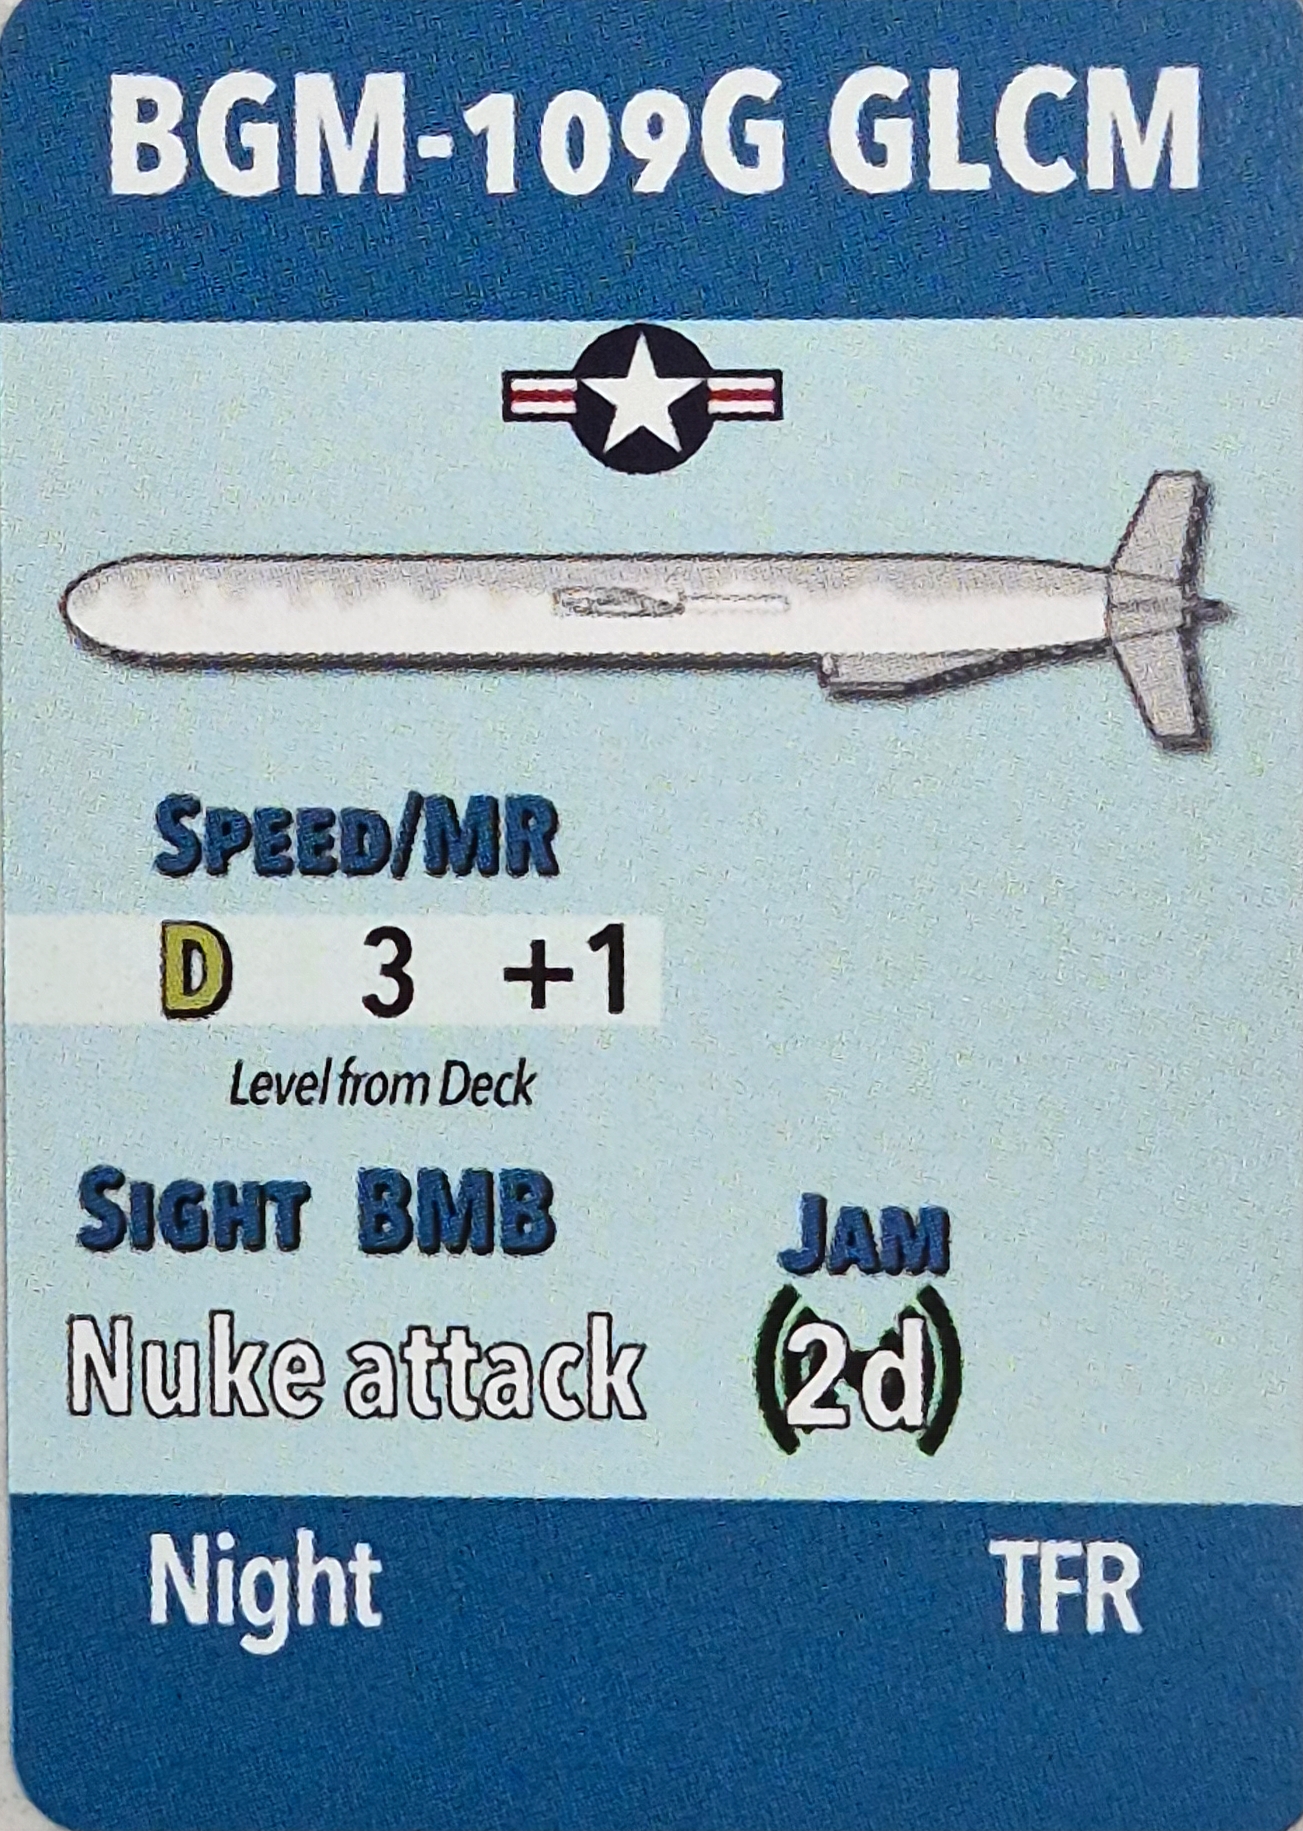 BGM-109G GLCM
SPEED/MR
D 3 +1
Level from Deck
SIGHT BMB
JAM
Nuke attack
(2d)
Night
TFR